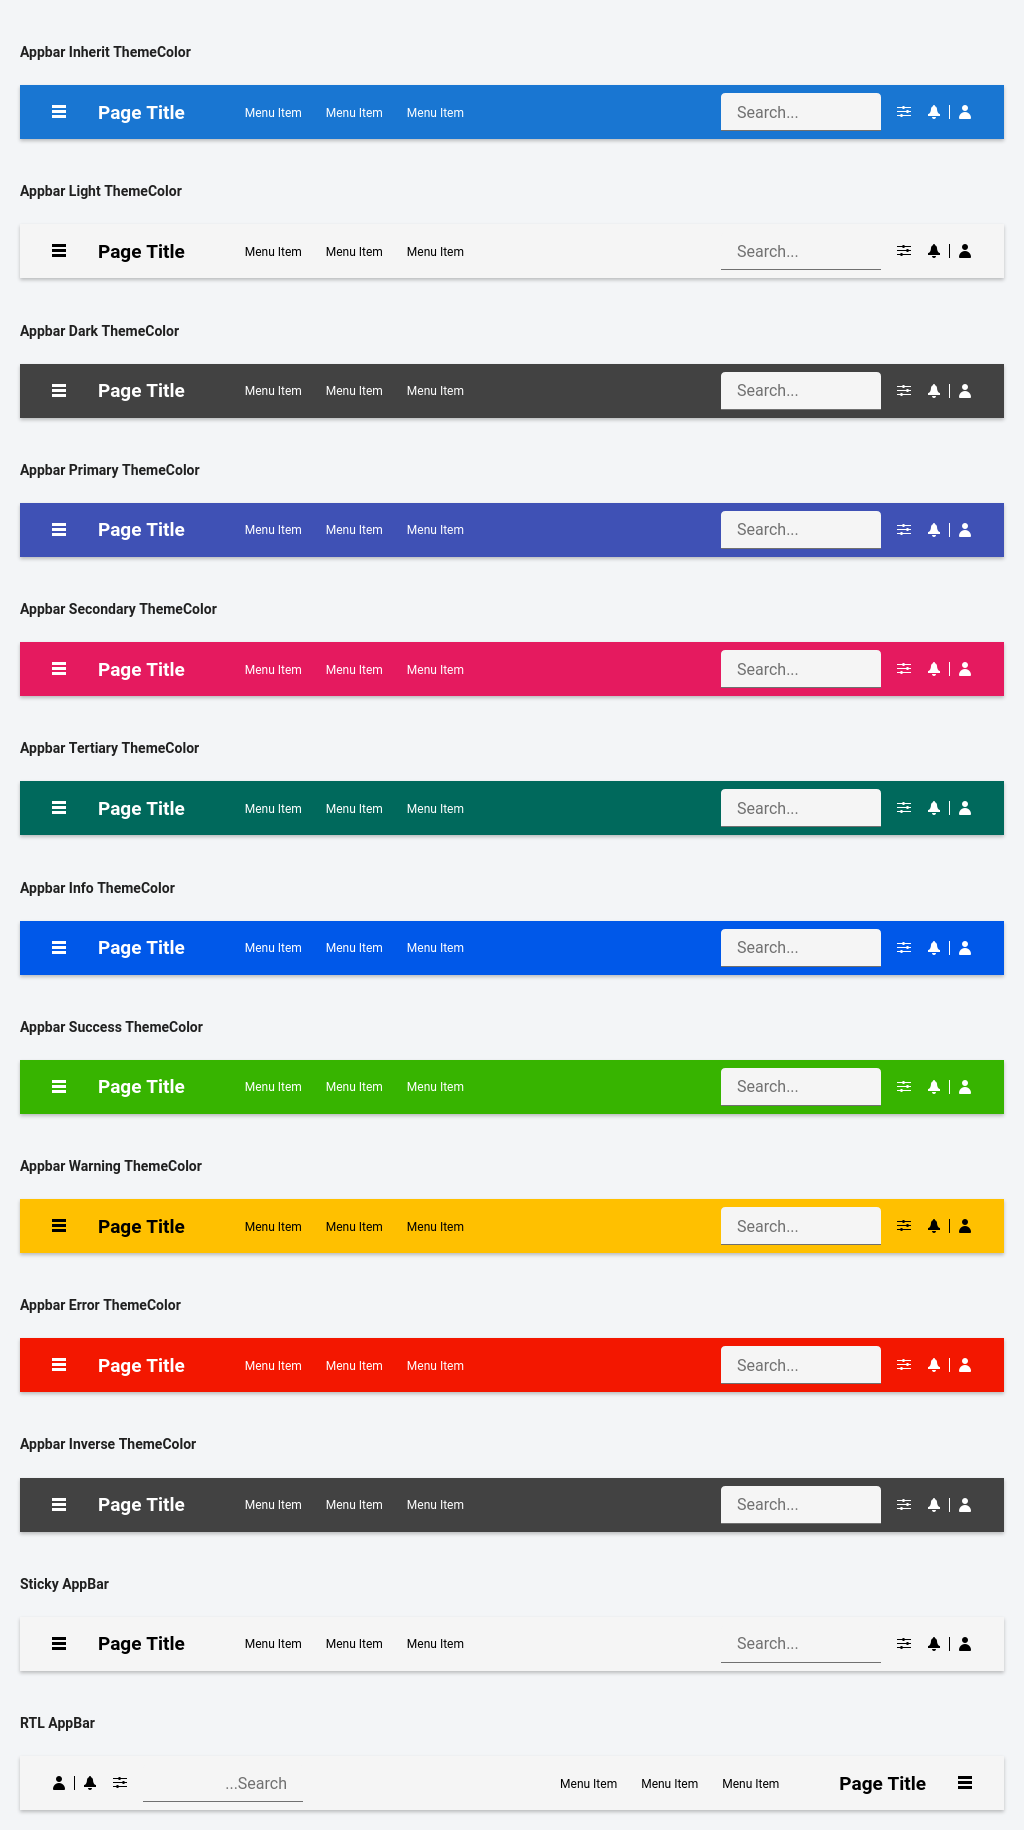 Appbar Inherit ThemeColor
Page Title Menu Item Menu Item Menu Item Search...
Appbar Light ThemeColor
Page Title Menu Item Menu Item Menu Item Search...
Appbar Dark ThemeColor
Page Title Menu Item Menu Item Menu Item Search...
Appbar Primary ThemeColor
Page Title Menu Item Menu Item Menu Item Search...
Appbar Secondary ThemeColor
Page Title Menu Item Menu Item Menu Item Search...
Appbar Tertiary ThemeColor
Page Title Menu Item Menu Item Menu Item Search...
Appbar Info ThemeColor
Page Title Menu Item Menu Item Menu Item Search...
Appbar Success ThemeColor
Page Title Menu Item Menu Item Menu Item Search...
Appbar Warning ThemeColor
Page Title Menu Item Menu Item Menu Item Search...
Appbar Error ThemeColor
Page Title Menu Item Menu Item Menu Item Search...
Appbar Inverse ThemeColor
Page Title Menu Item Menu Item Menu Item Search...
Sticky AppBar
Page Title Menu Item Menu Item Menu Item Search...
RTL AppBar
...Search Menu Item Menu Item Menu Item Page Title